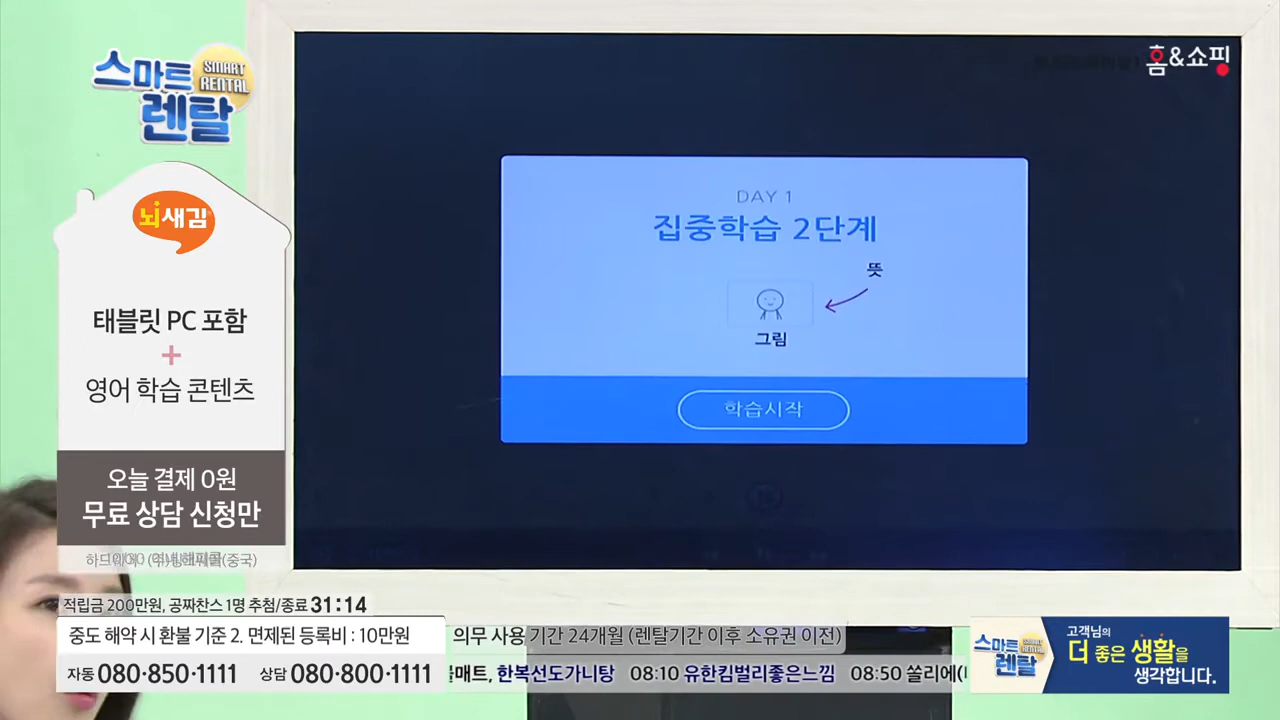 스마트
렌탈
SMART
RENTAL
홈&쇼핑
뇌새김
태블릿 PC 포함
+
영어 학습 콘텐츠
오늘 결제 0원
무료 상담 신청만
DAY 1
집중학습 2단계
뜻
그림
학습시작
적립금 200만원, 공짜찬스 1명 추첨/종료 31:14
중도 해약 시 환불 기준 2. 면제된 등록비 : 10만원
의무 사용 기간 24개월 (렌탈기간 이후 소유권 이전)
자동 080·850·1111 상담 080·800·1111
한복선도가니탕 08:10 유한킴벌리좋은느낌 08:50 쏠리에
스마트
렌탈
SMART
RENTAL
고객님의
더 좋은 생활을
생각합니다.